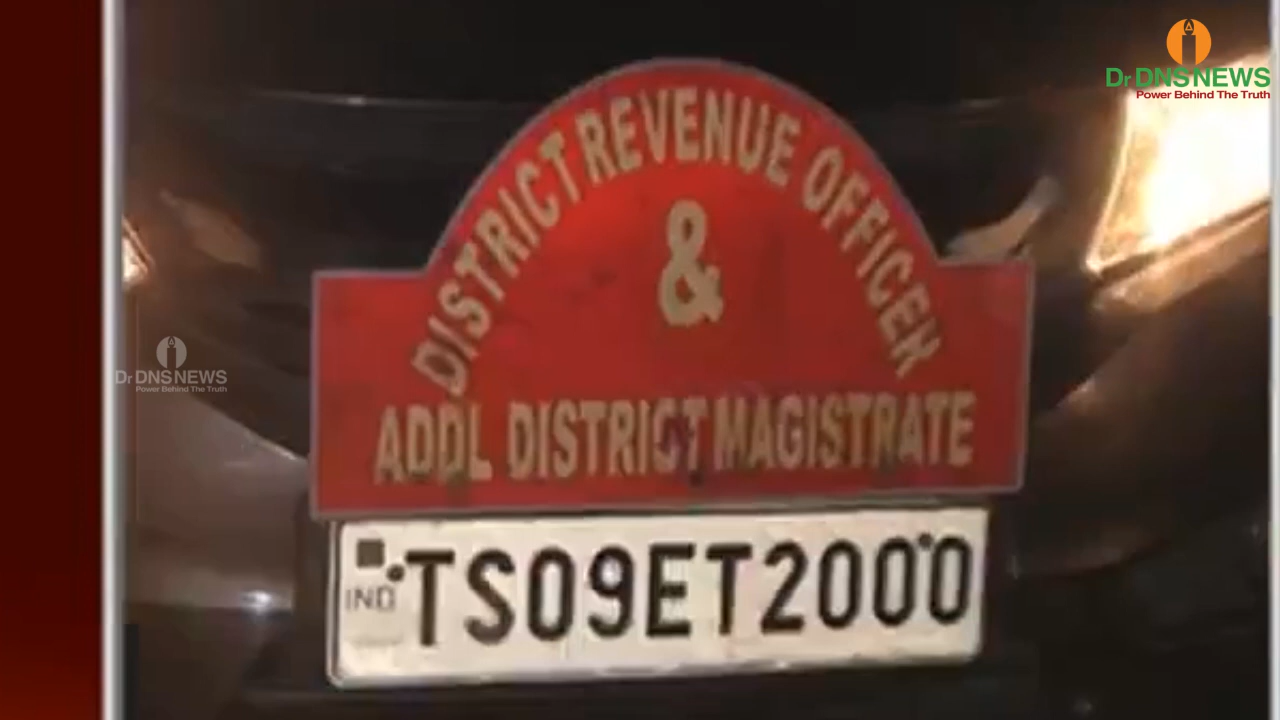 Dr DNS NEWS
Power Behind The Truth
DISTRICT REVENUE OFFICER
&
Dr DNS NEWS
Power Behind The Truth
ADDL DISTRICT MAGISTRATE
IND
TS09ET2000